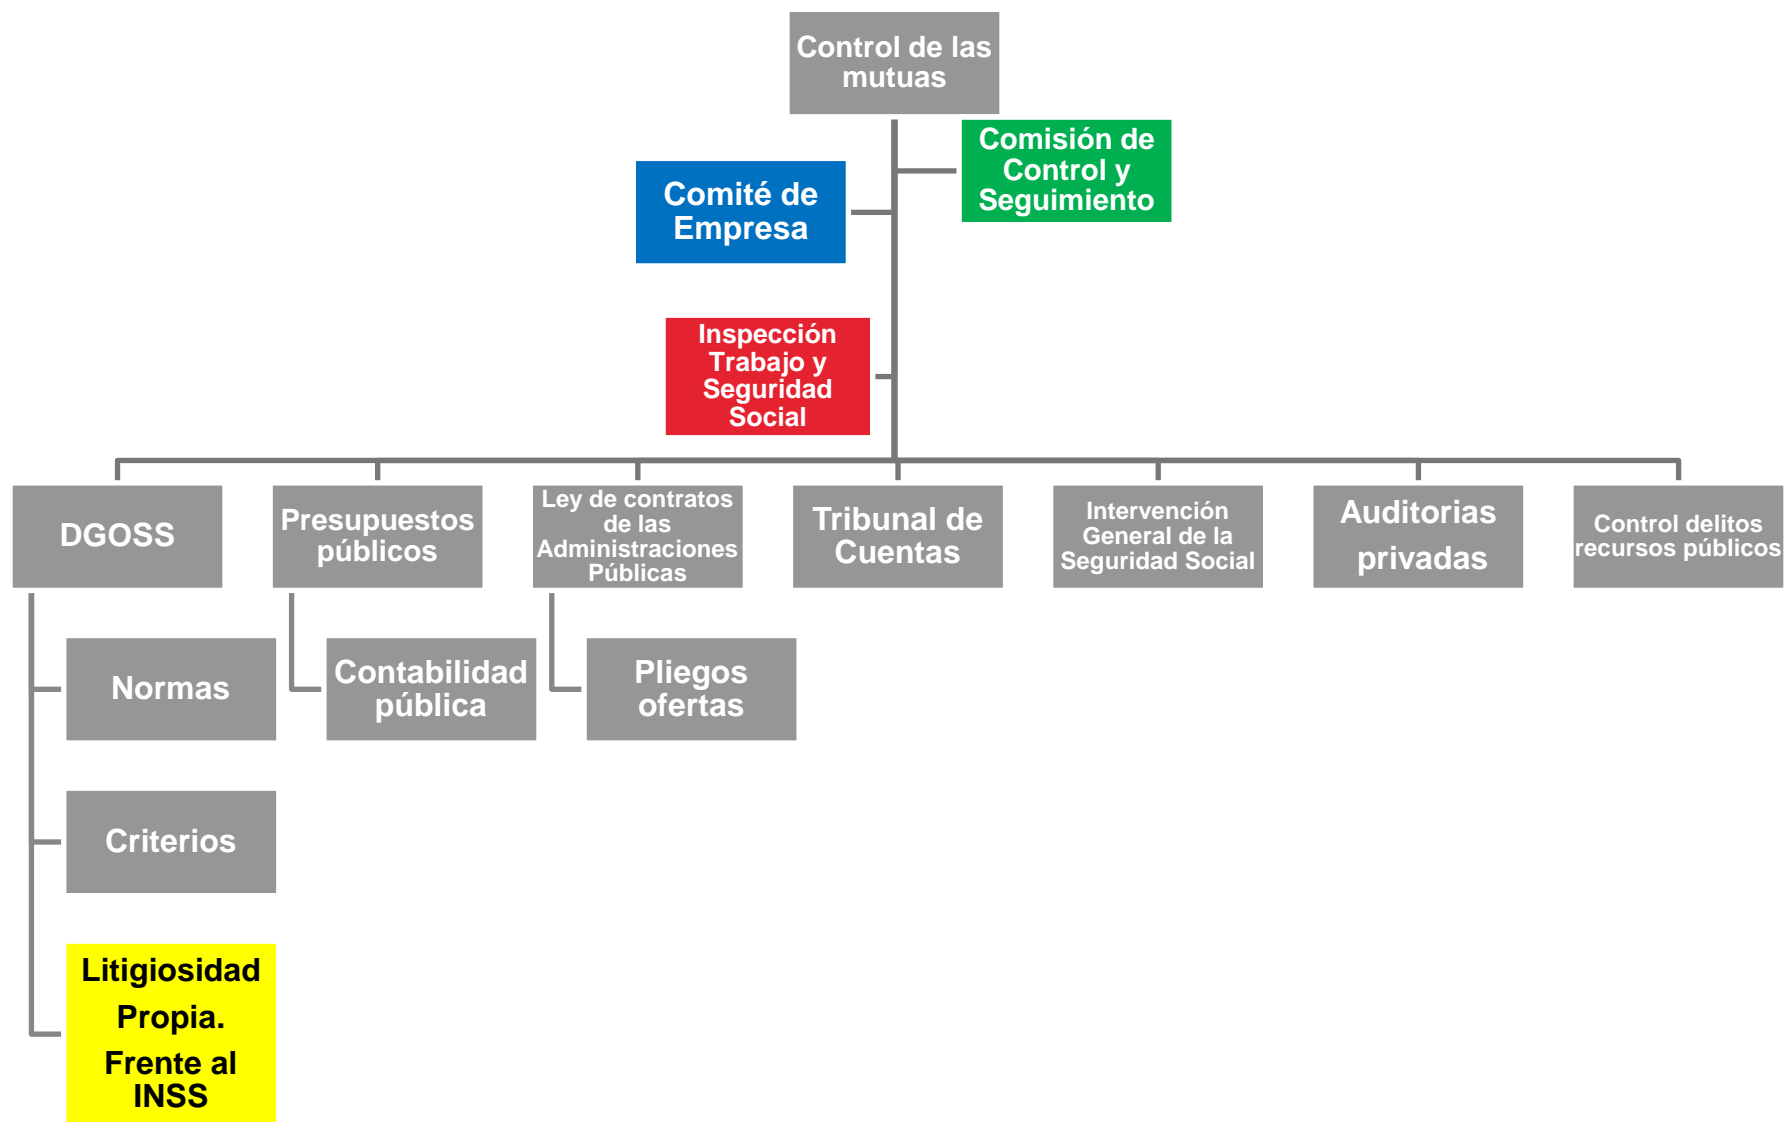 Control de las
mutuas
Comisión de
Control y
Seguimiento
Comité de
Empresa
Inspección
Trabajo y
Seguridad
Social
DGOSS
Presupuestos
públicos
Ley de contratos
de las
Administraciones
Públicas
Tribunal de
Cuentas
Intervención
General de la
Seguridad Social
Auditorias
privadas
Control delitos
recursos públicos
Normas
Contabilidad
pública
Pliegos
ofertas
Criterios
Litigiosidad
Propia.
Frente al
INSS